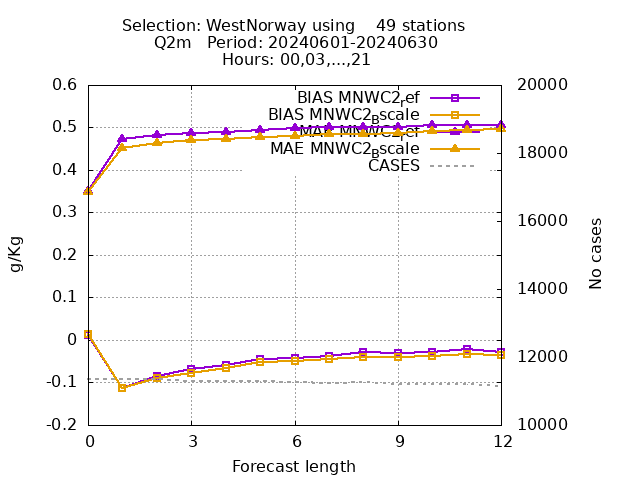 Selection: WestNorway using    49 stations
Q2m   Period: 20240601-20240630
Hours: 00,03,...,21
BIAS MNWC2_ref
BIAS MNWC2_Bscale
MAE MNWC2_ref
MAE MNWC2_Bscale
CASES
0.6
0.5
0.4
0.3
0.2
0.1
0
-0.1
-0.2
g/Kg
20000
18000
16000
14000
12000
10000
No cases
0 3 6 9 12
Forecast length